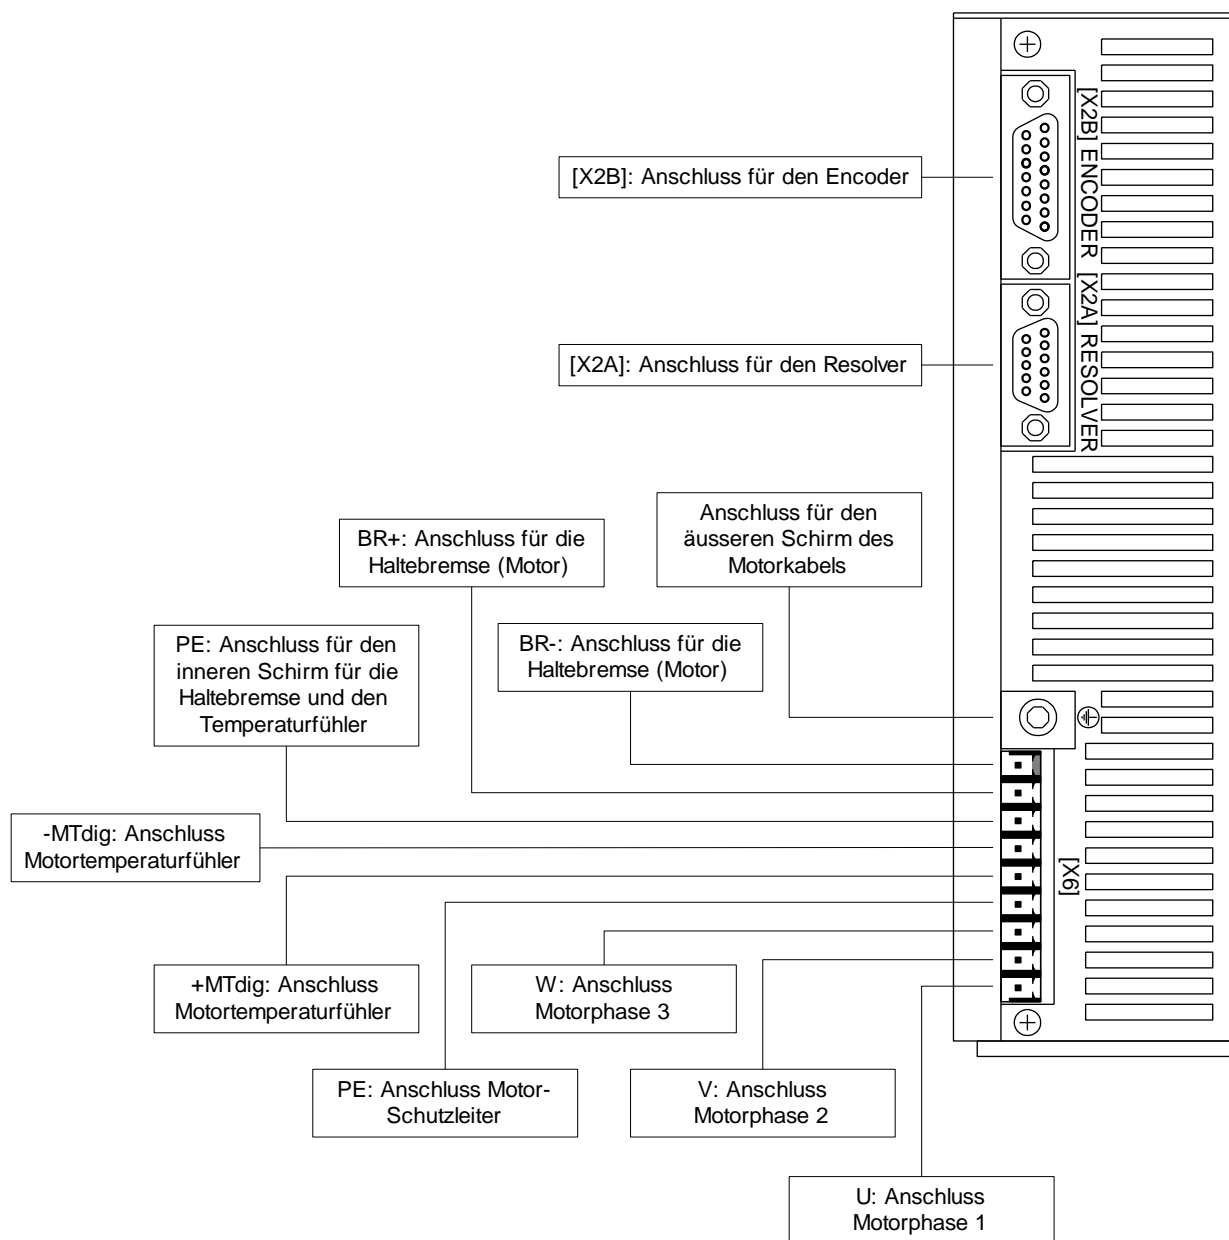 [X2B] ENCODER
[X2B]: Anschluss für den Encoder
[X2A] RESOLVER
[X2A]: Anschluss für den Resolver
Anschluss für den
äusseren Schirm des
Motorkabels
BR+: Anschluss für die
Haltebremse (Motor)
BR-: Anschluss für die
Haltebremse (Motor)
PE: Anschluss für den
inneren Schirm für die
Haltebremse und den
Temperaturfühler
-MTdig: Anschluss
Motortemperaturfühler
[X6]
+MTdig: Anschluss
Motortemperaturfühler
W: Anschluss
Motorphase 3
PE: Anschluss Motor-
Schutzleiter
V: Anschluss
Motorphase 2
U: Anschluss
Motorphase 1